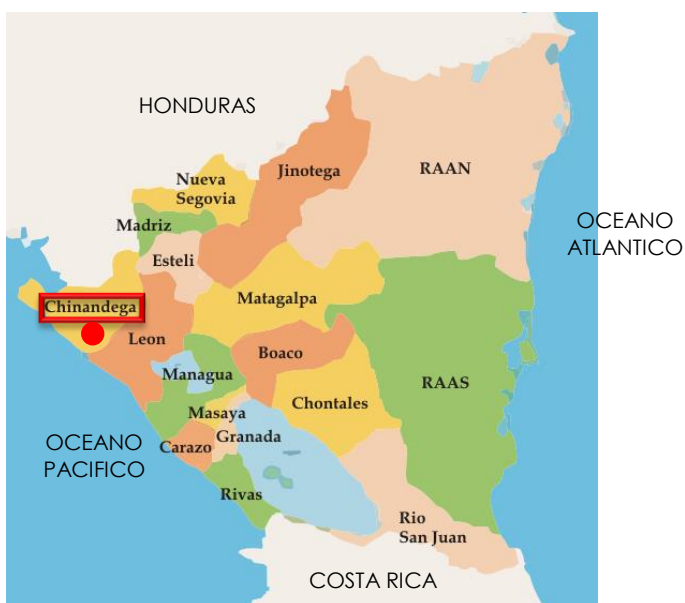 HONDURAS
Jinotega
RAAN
Nueva
Segovia
Madriz
OCEANO
ATLANTICO
Esteli
Matagalpa
Chinandega
Leon
Boaco
Managua
RAAS
Chontales
Masaya
Granada
Carazo
OCEANO
PACIFICO
Rivas
Rio
San Juan
COSTA RICA